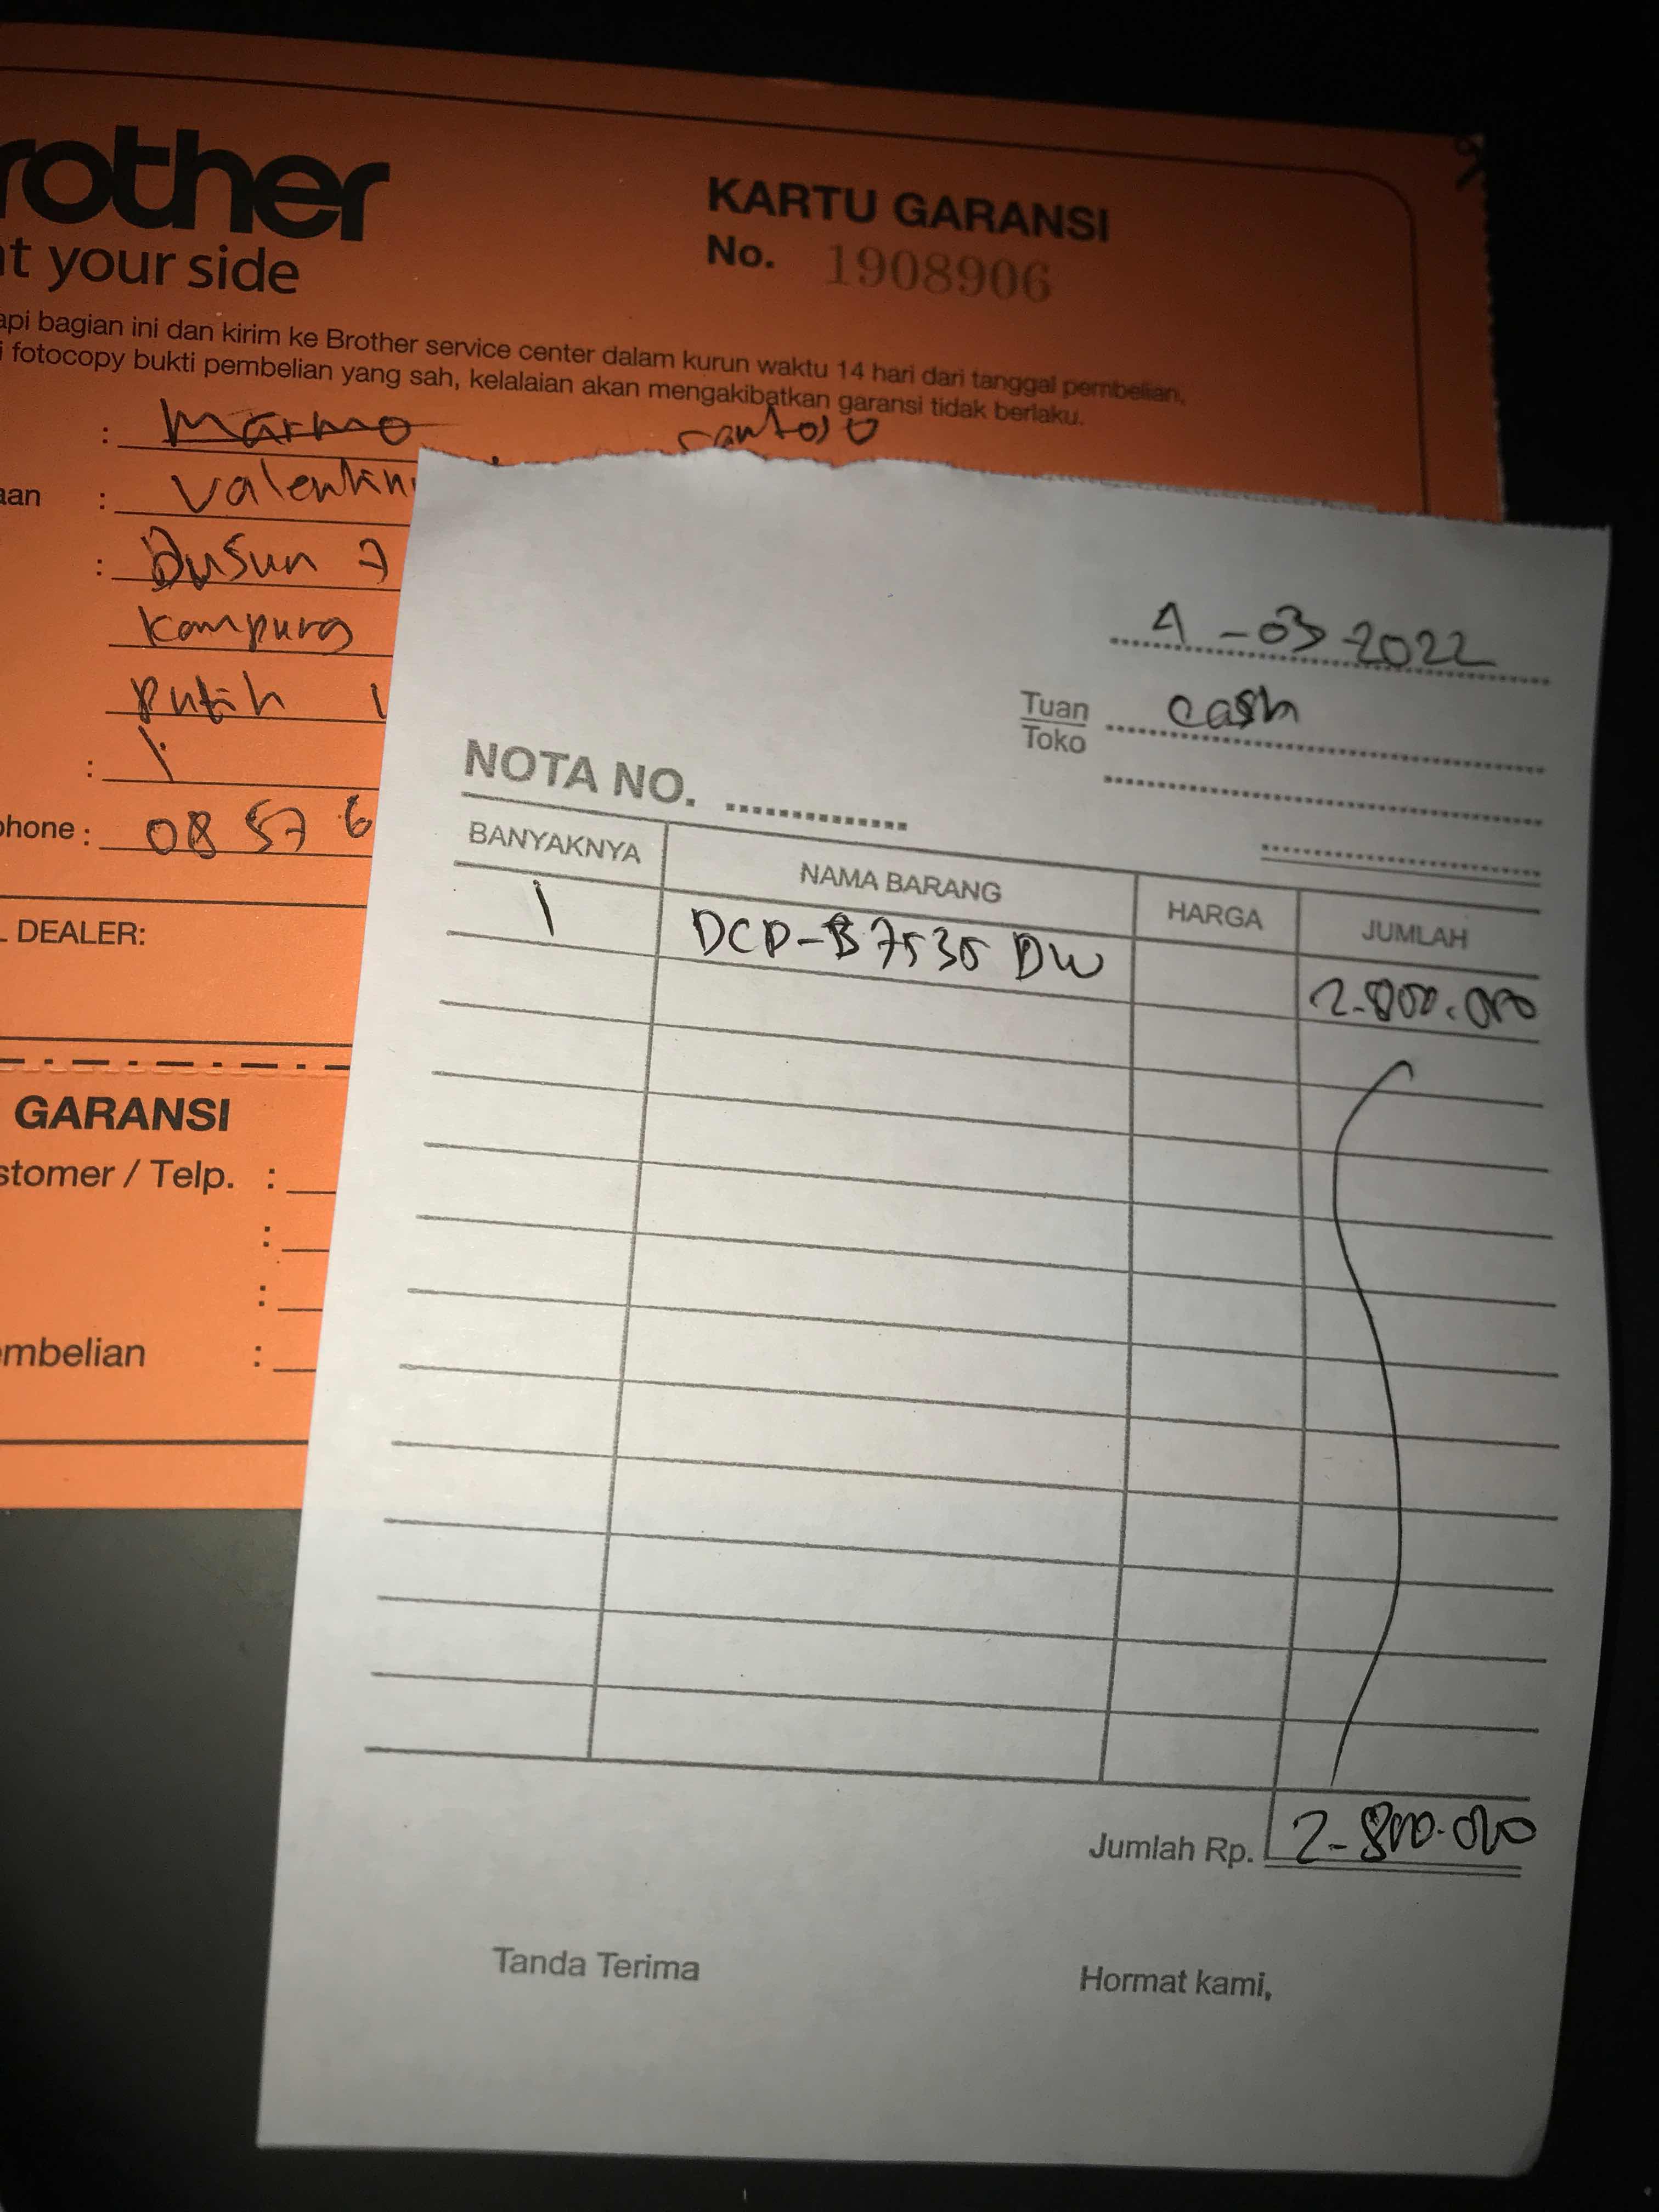 rother
at your side
KARTU GARANSI
No. 1908906
api bagian ini dan kirim ke Brother service center dalam kurun waktu 14 hari dari tanggal pembelian,
i fotocopy bukti pembelian yang sah, kelalaian akan mengakibatkan garansi tidak berlaku.
: Marmo santoso
aan : Valentin
: Dusun 7
Kampung
Putih
:
phone : 08 57 6
L DEALER:
GARANSI
stomer / Telp. :
:
:
embelian :
4 - 03 - 2022
Tuan cash
Toko
NOTA NO.
BANYAKNYA NAMA BARANG HARGA JUMLAH
1 DCP-B7535 DW 2-800.000
Jumlah Rp. 2-800.000
Tanda Terima Hormat kami,